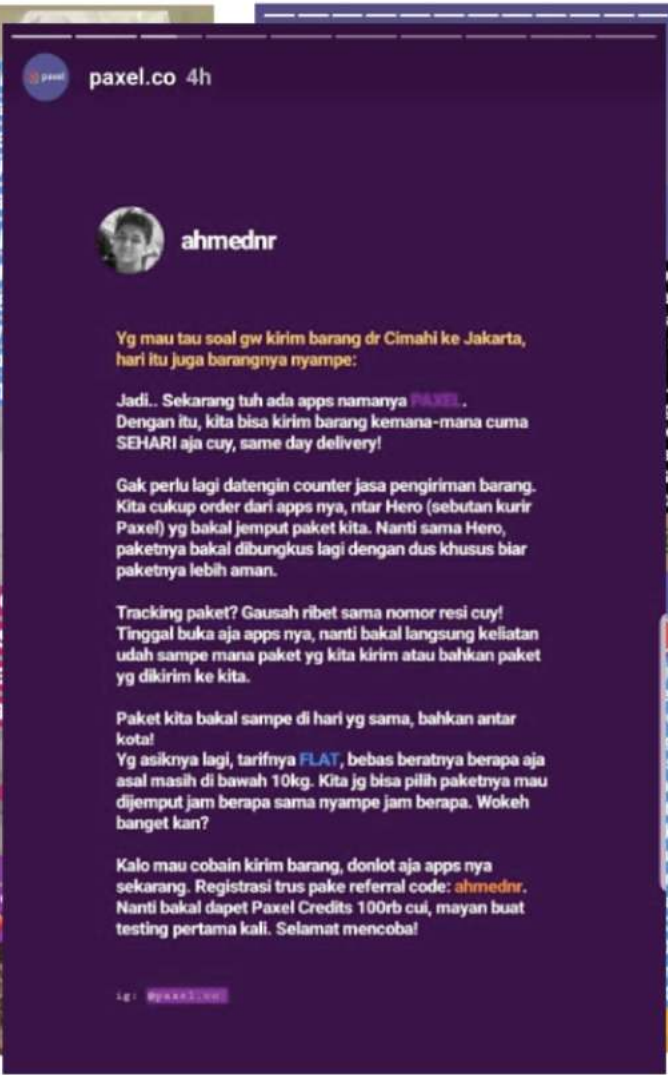 paxel
paxel.co 4h
ahmednr
Yg mau tau soal gw kirim barang dr Cimahi ke Jakarta,
hari itu juga barangnya nyampe:
Jadi.. Sekarang tuh ada apps namanya PAXEL.
Dengan itu, kita bisa kirim barang kemana-mana cuma
SEHARI aja cuy, same day delivery!
Gak perlu lagi datengin counter jasa pengiriman barang.
Kita cukup order dari apps nya, ntar Hero (sebutan kurir
Paxel) yg bakal jemput paket kita. Nanti sama Hero,
paketnya bakal dibungkus lagi dengan dus khusus biar
paketnya lebih aman.
Tracking paket? Gausah ribet sama nomor resi cuy!
Tinggal buka aja apps nya, nanti bakal langsung keliatan
udah sampe mana paket yg kita kirim atau bahkan paket
yg dikirim ke kita.
Paket kita bakal sampe di hari yg sama, bahkan antar
kota!
Yg asiknya lagi, tarifnya FLAT, bebas beratnya berapa aja
asal masih di bawah 10kg. Kita jg bisa pilih paketnya mau
dijemput jam berapa sama nyampe jam berapa. Wokeh
banget kan?
Kalo mau cobain kirim barang, donlot aja apps nya
sekarang. Registrasi trus pake referral code: ahmednr.
Nanti bakal dapet Paxel Credits 100rb cui, mayan buat
testing pertama kali. Selamat mencoba!
ig: @paxel.co